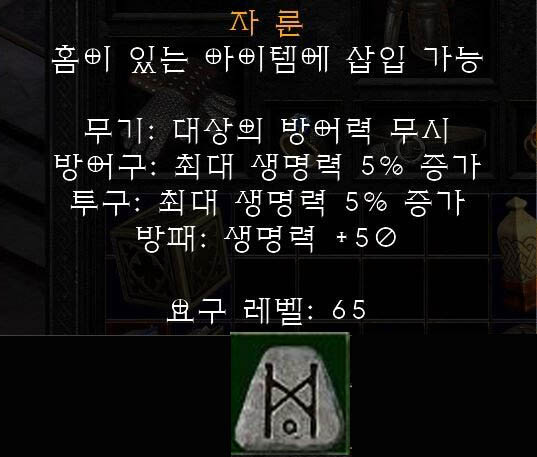 자 룬
홈이 있는 아이템에 삽입 가능
무기: 대상의 방어력 무시
방어구: 최대 생명력 5% 증가
투구: 최대 생명력 5% 증가
방패: 생명력 +50
요구 레벨: 65